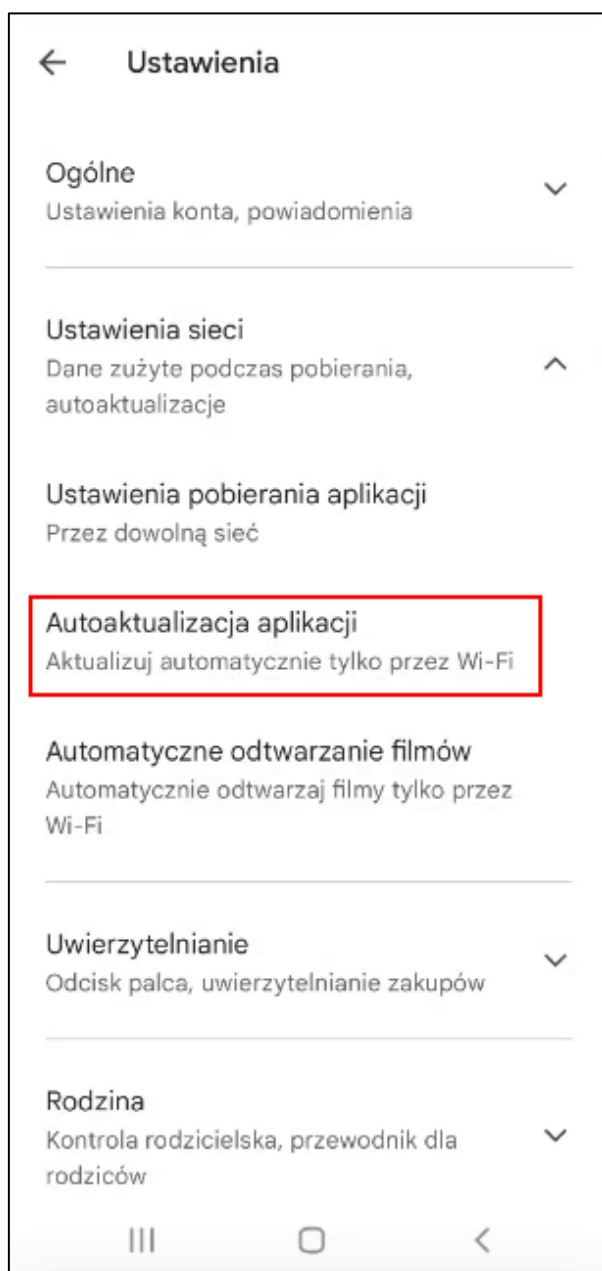 Ustawienia
Ogólne
Ustawienia konta, powiadomienia
Ustawienia sieci
Dane zużyte podczas pobierania,
autoaktualizacje
Ustawienia pobierania aplikacji
Przez dowolną sieć
Autoaktualizacja aplikacji
Aktualizuj automatycznie tylko przez Wi-Fi
Automatyczne odtwarzanie filmów
Automatycznie odtwarzaj filmy tylko przez
Wi-Fi
Uwierzytelnianie
Odcisk palca, uwierzytelnianie zakupów
Rodzina
Kontrola rodzicielska, przewodnik dla
rodziców